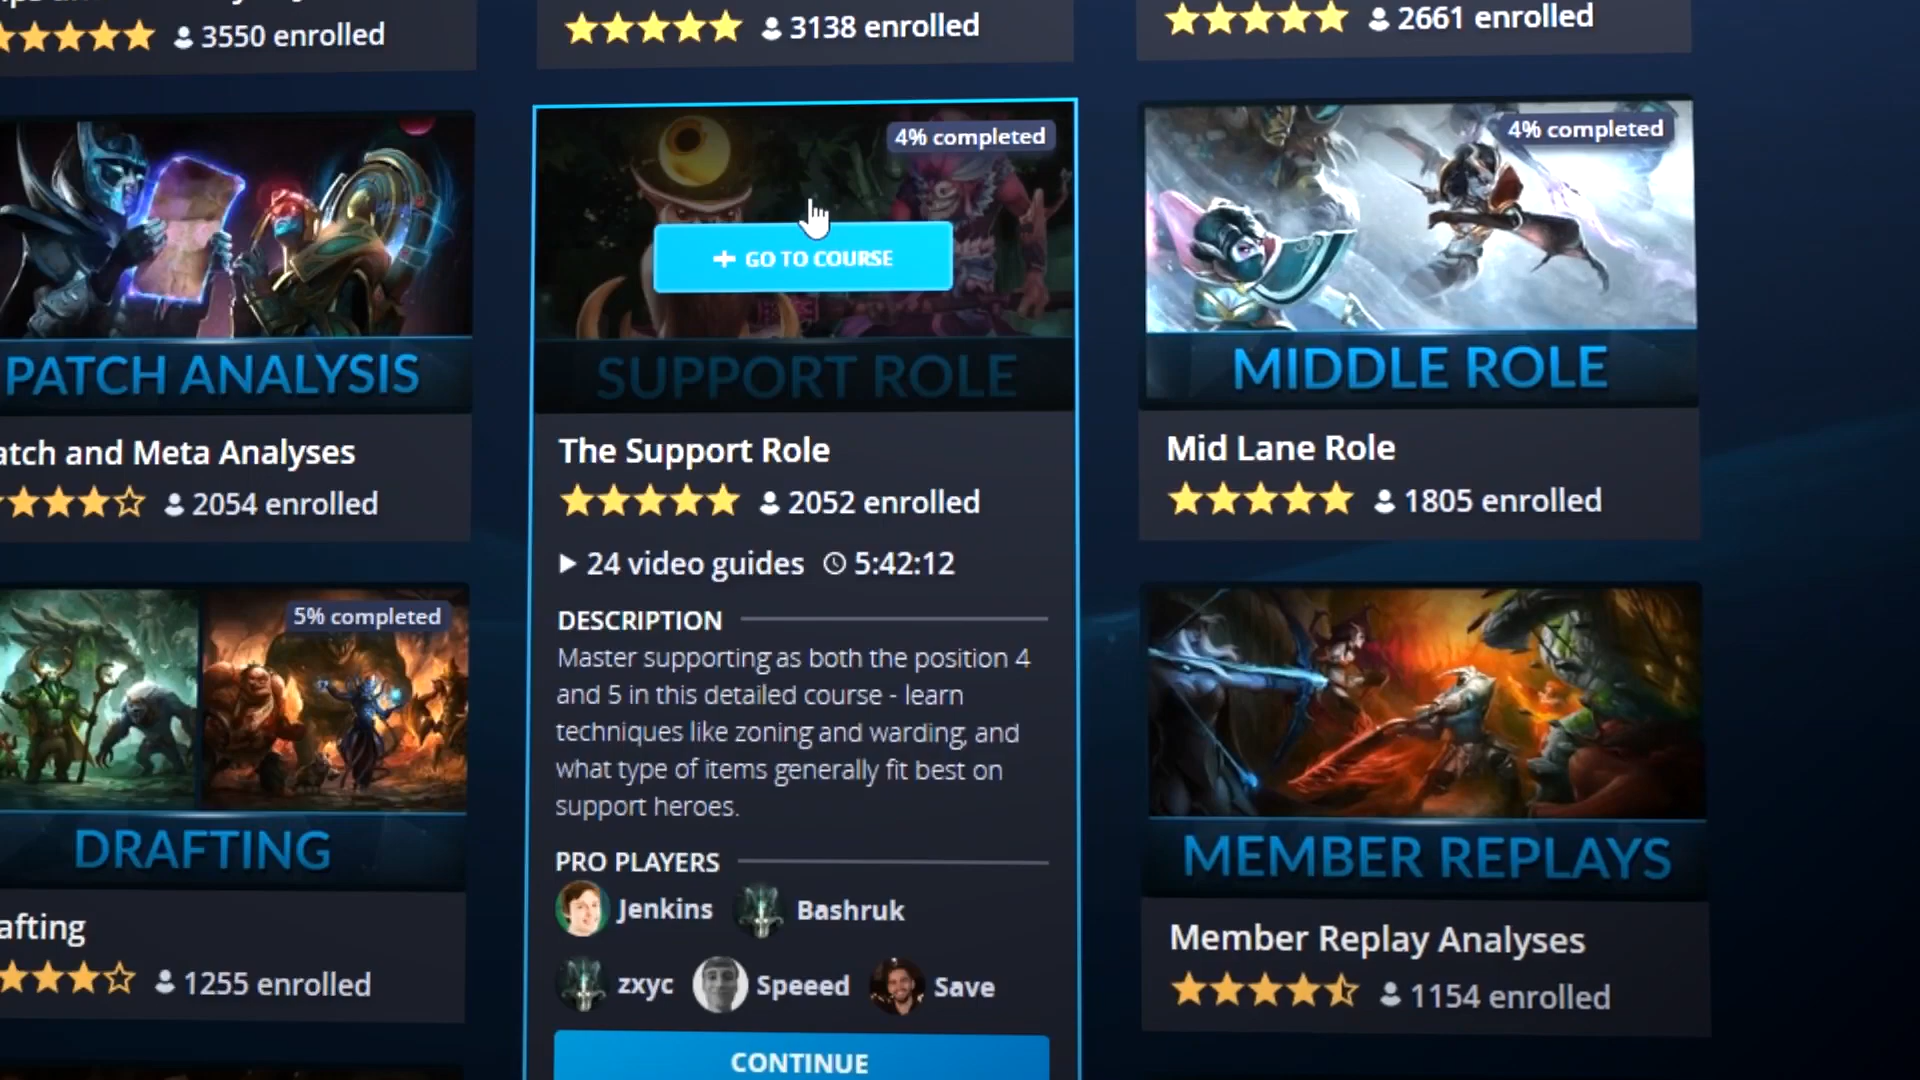 3550 enrolled
3138 enrolled
2661 enrolled
PATCH ANALYSIS
atch and Meta Analyses
2054 enrolled
4% completed
+ GO TO COURSE
SUPPORT ROLE
The Support Role
2052 enrolled
24 video guides 5:42:12
DESCRIPTION
Master supporting as both the position 4
and 5 in this detailed course - learn
techniques like zoning and warding, and
what type of items generally fit best on
support heroes.
PRO PLAYERS
Jenkins Bashruk
zxyc Speeed Save
CONTINUE
4% completed
MIDDLE ROLE
Mid Lane Role
1805 enrolled
5% completed
DRAFTING
afting
1255 enrolled
MEMBER REPLAYS
Member Replay Analyses
1154 enrolled